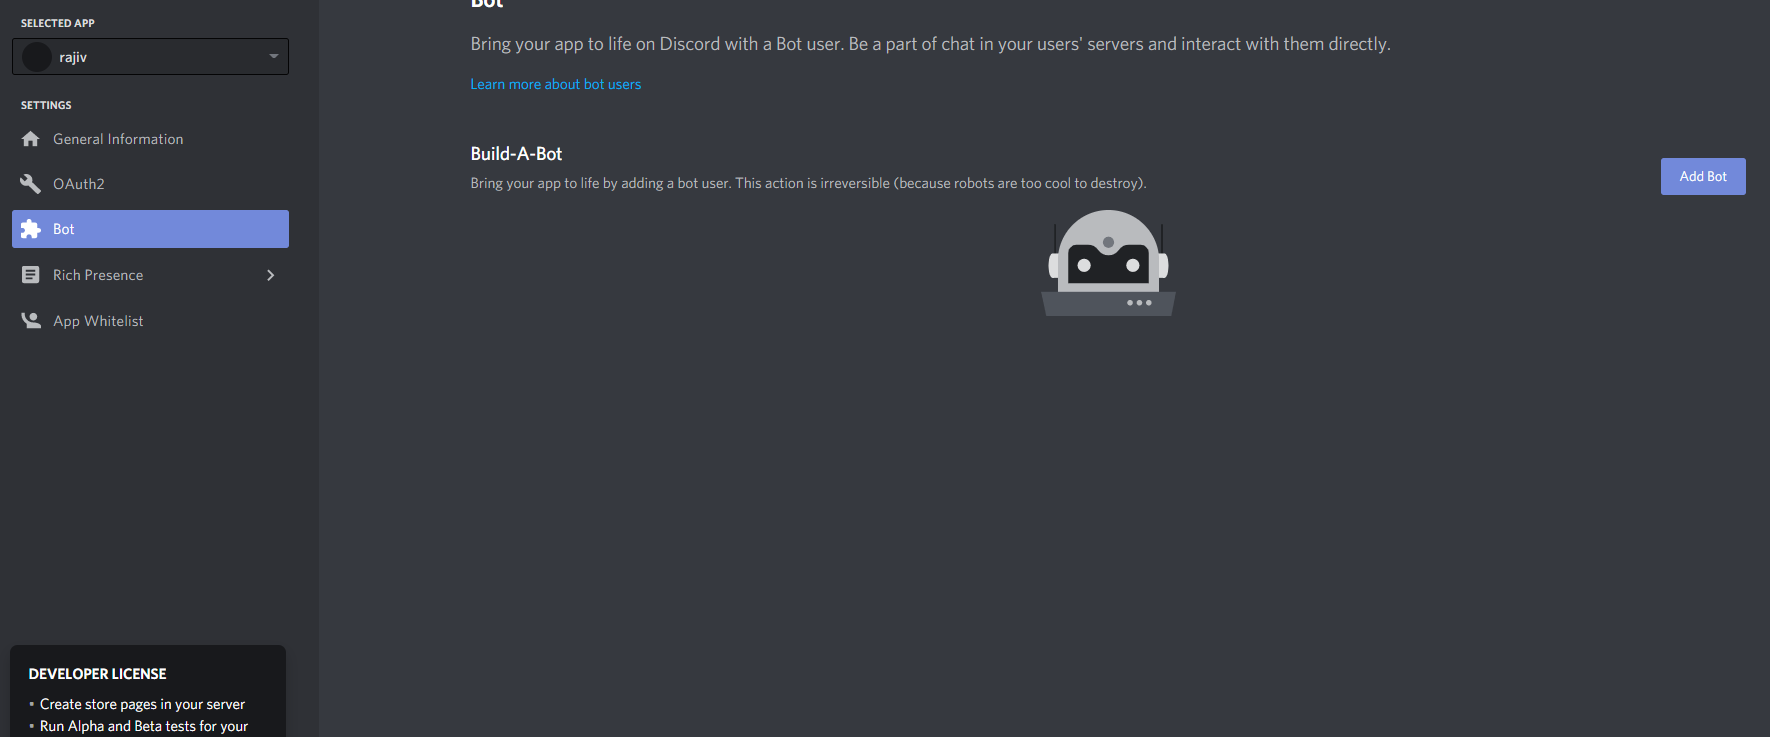 SELECTED APP
rajiv
SETTINGS
General Information
OAuth2
Bot
Rich Presence
App Whitelist
DEVELOPER LICENSE
▪ Create store pages in your server
▪ Run Alpha and Beta tests for your
Bot
Bring your app to life on Discord with a Bot user. Be a part of chat in your users' servers and interact with them directly.
Learn more about bot users
Build-A-Bot
Bring your app to life by adding a bot user. This action is irreversible (because robots are too cool to destroy).
Add Bot